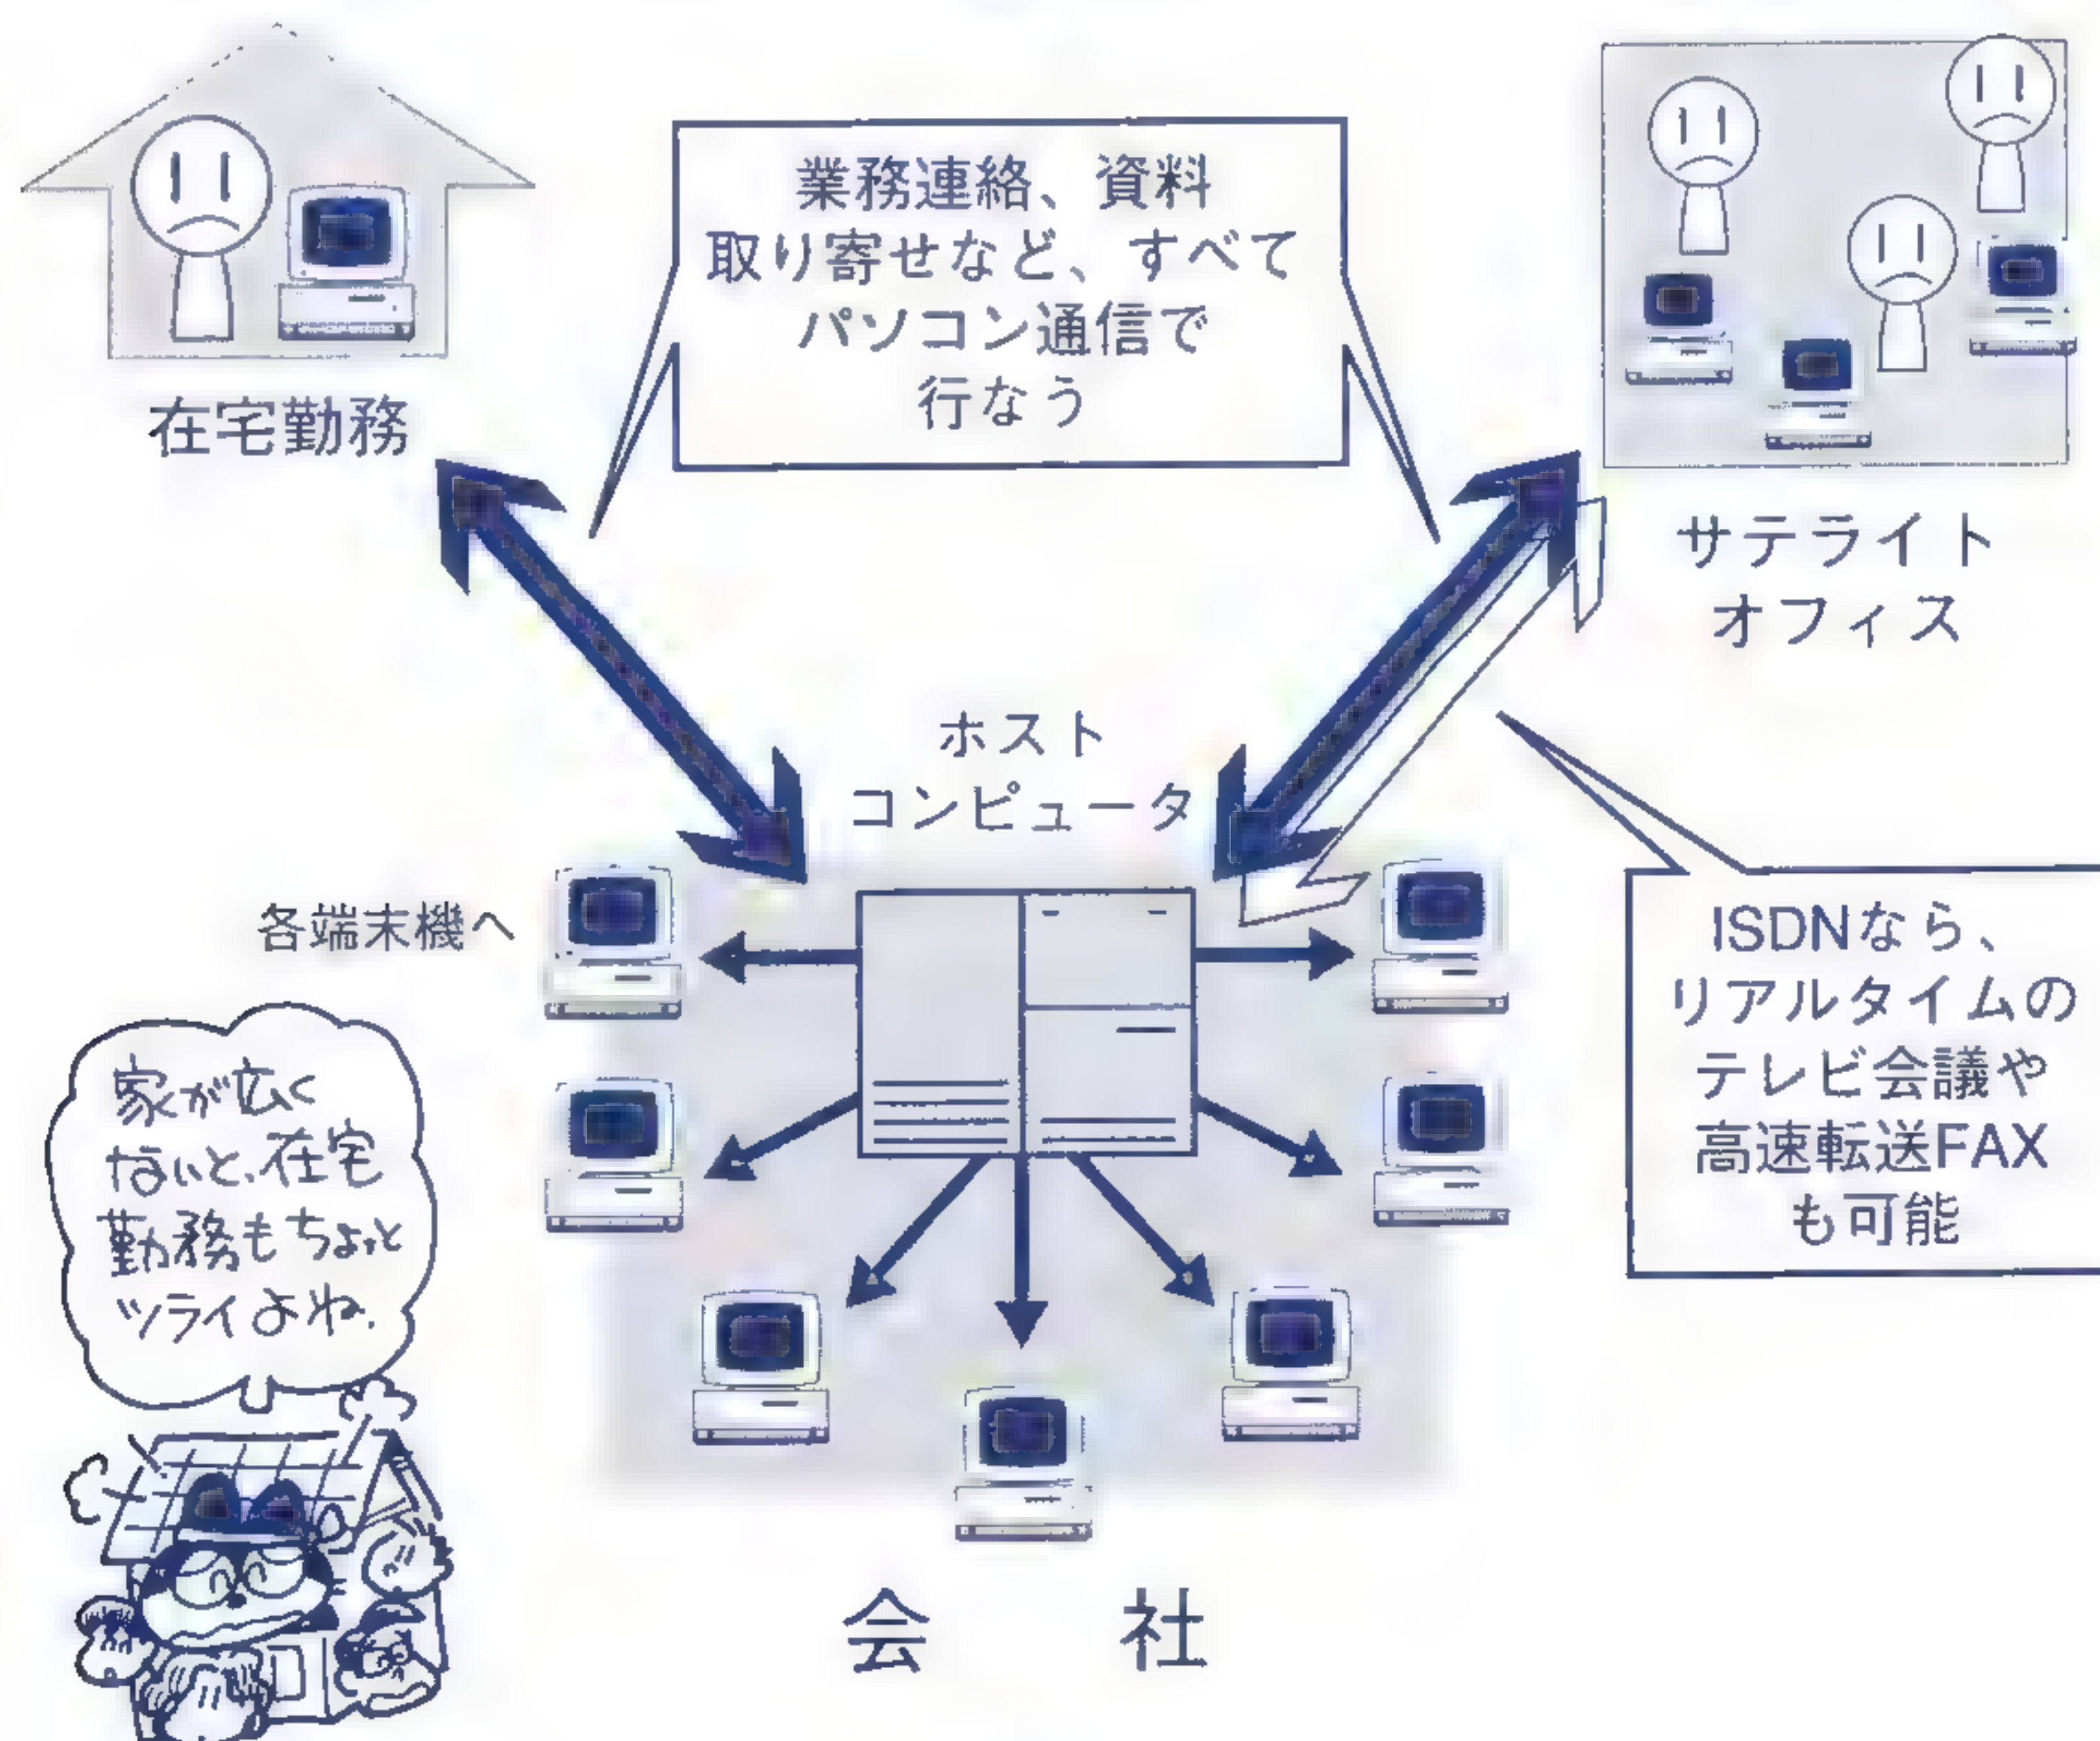 業務連絡、資料
取り寄せなど、すべて
パソコン通信で
行なう
在宅勤務
サテライト
オフィス
ホスト
コンピュータ
各端末機へ
ISDNなら、
リアルタイムの
テレビ会議や
高速転送FAX
も可能
家が広く
ないと、在宅
勤務もちょっと
ツライよね.
会 社